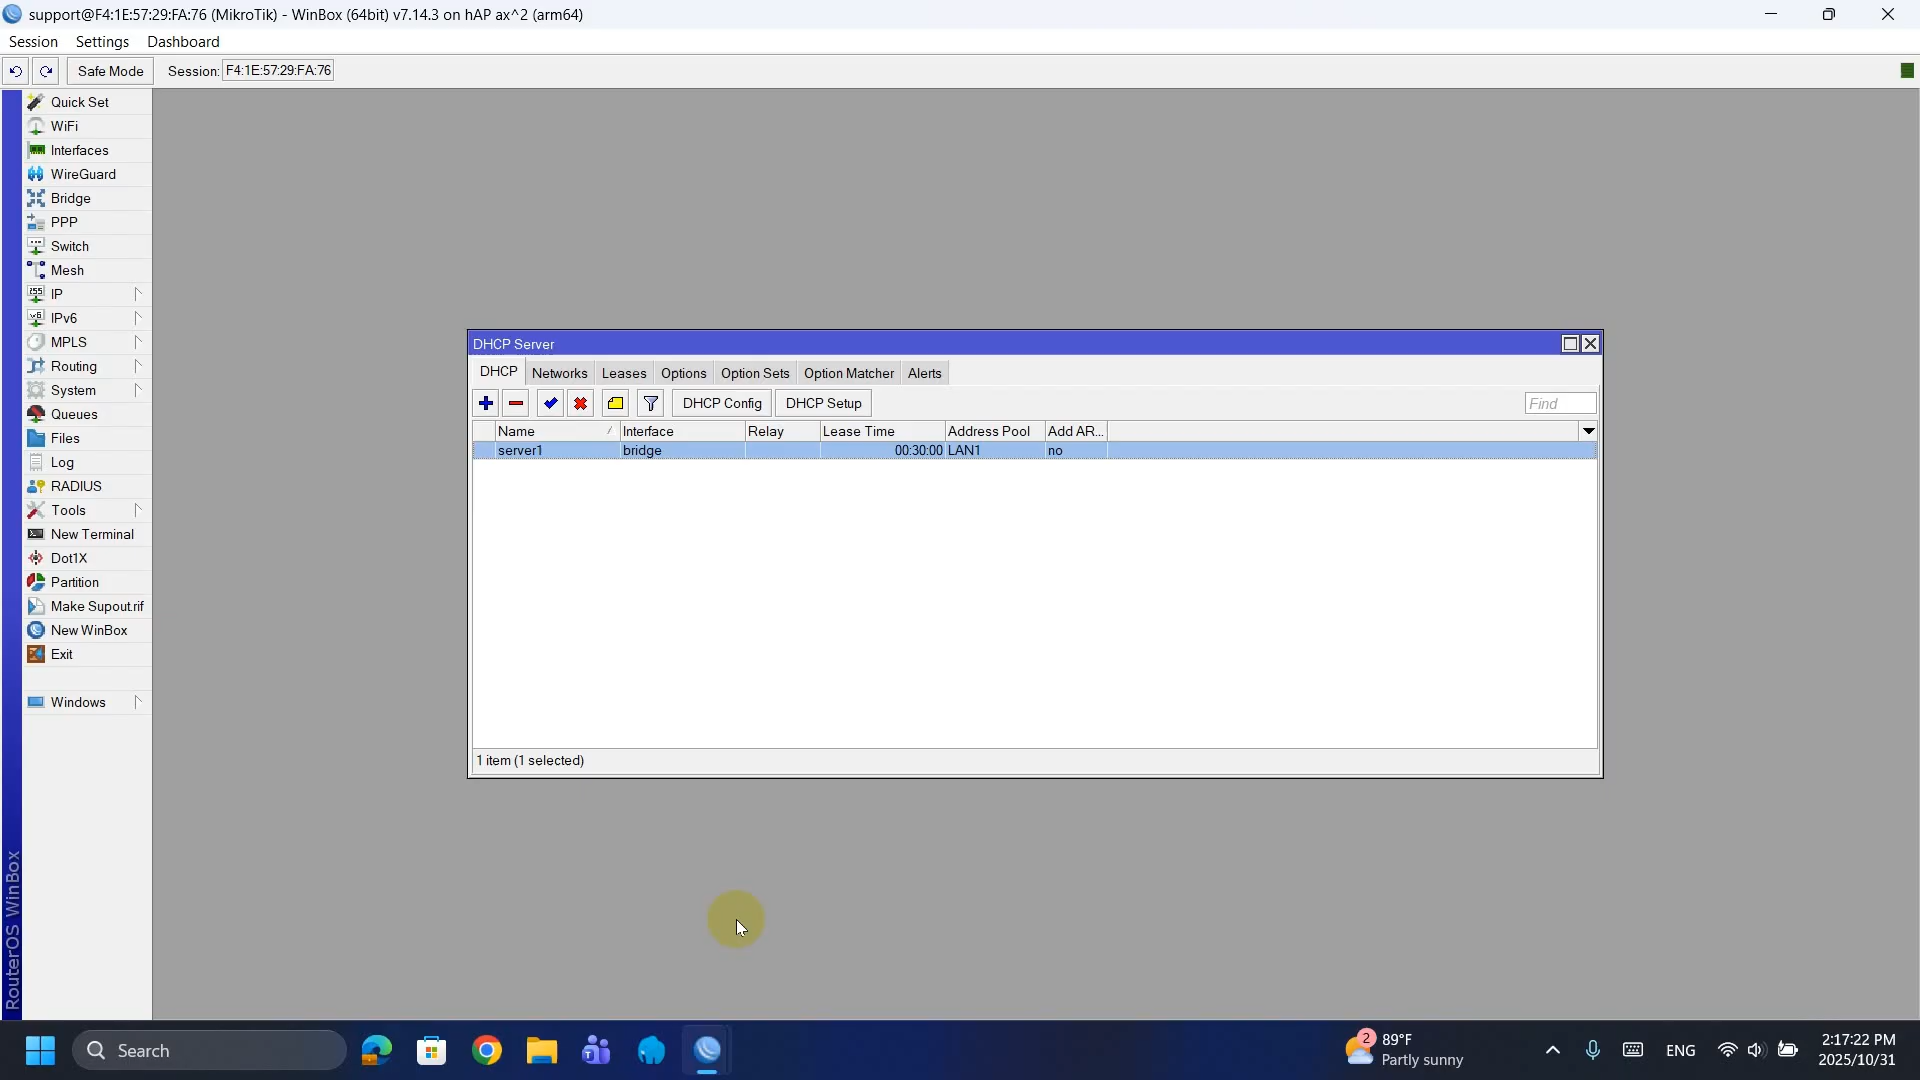 support@F4:1E:57:29:FA:76 (MikroTik) - WinBox (64bit) v7.14.3 on hAP ax^2 (arm64)
Session Settings Dashboard
Safe Mode Session: F4:1E:57:29:FA:76
Quick Set
WiFi
Interfaces
WireGuard
Bridge
PPP
Switch
Mesh
IP
IPv6
MPLS
Routing
System
Queues
Files
Log
RADIUS
Tools
New Terminal
Dot1X
Partition
Make Supout.rif
New WinBox
Exit
Windows
RouterOS WinBox
DHCP Server
DHCP Networks Leases Options Option Sets Option Matcher Alerts
DHCP Config DHCP Setup Find
Name Interface Relay Lease Time Address Pool Add AR...
server1 bridge 00:30:00 LAN1 no
1 item (1 selected)
Search
2 89°F
Partly sunny
ENG
2:17:22 PM
2025/10/31